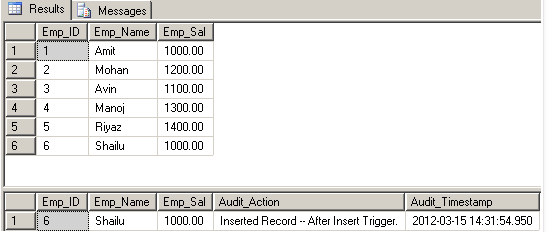 Results Messages
Emp_ID Emp_Name Emp_Sal
1 1 Amit 1000.00
2 2 Mohan 1200.00
3 3 Avin 1100.00
4 4 Manoj 1300.00
5 5 Riyaz 1400.00
6 6 Shailu 1000.00
Emp_ID Emp_Name Emp_Sal Audit_Action Audit_Timestamp
1 6 Shailu 1000.00 Inserted Record -- After Insert Trigger. 2012-03-15 14:31:54.950